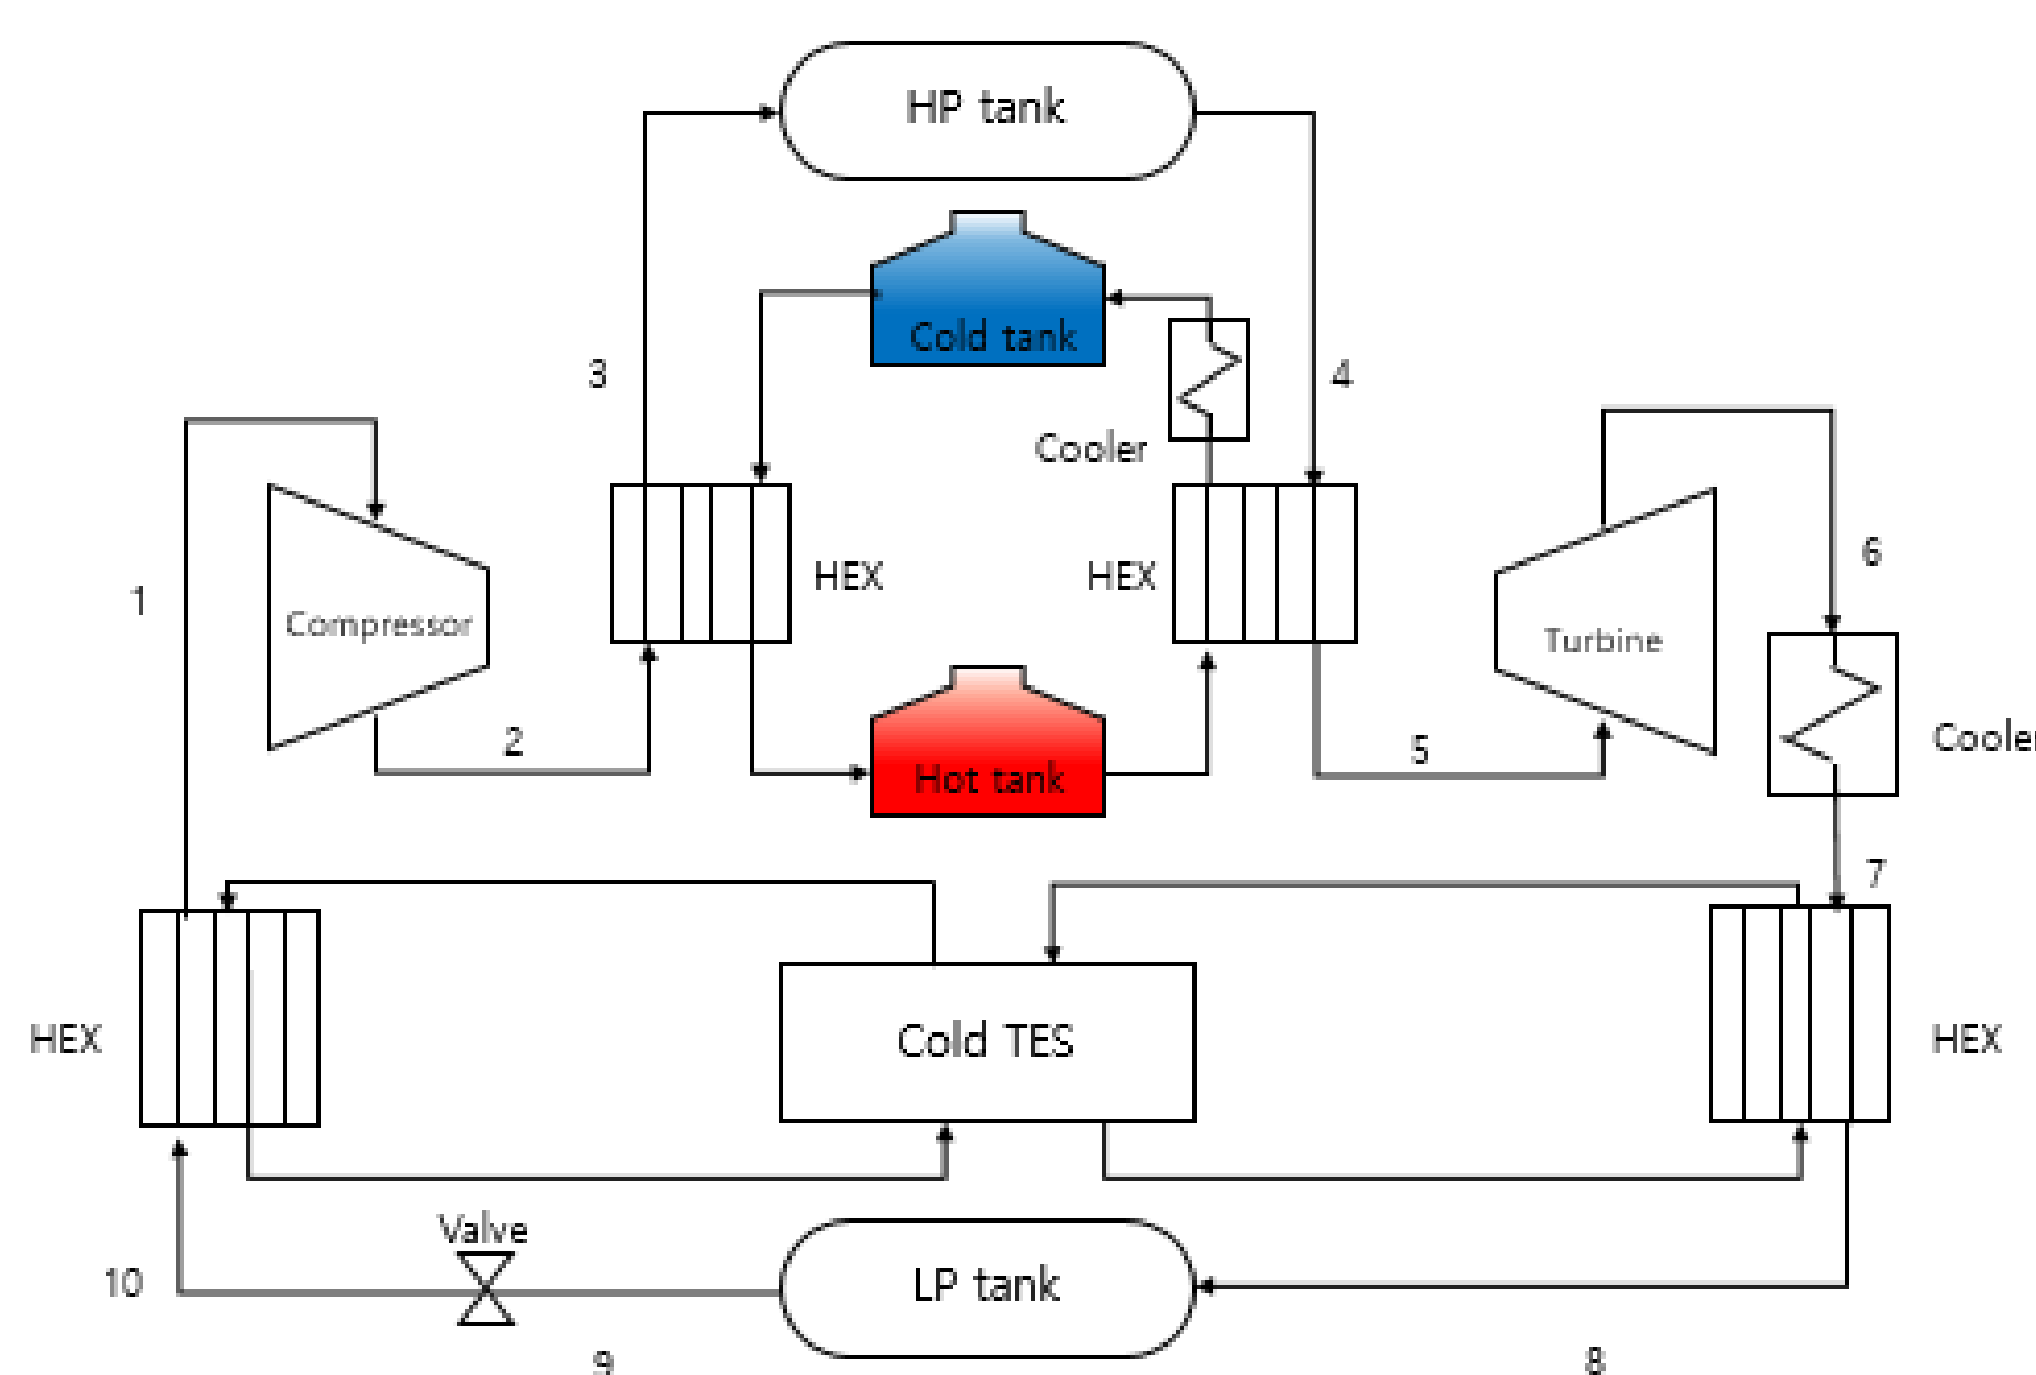 HP tank
Cold tank
3
4
Cooler
HEX
HEX
6
1
Compressor
Turbine
2
5
Hot tank
Cooler
7
HEX
Cold TES
HEX
Valve
10
LP tank
9
8